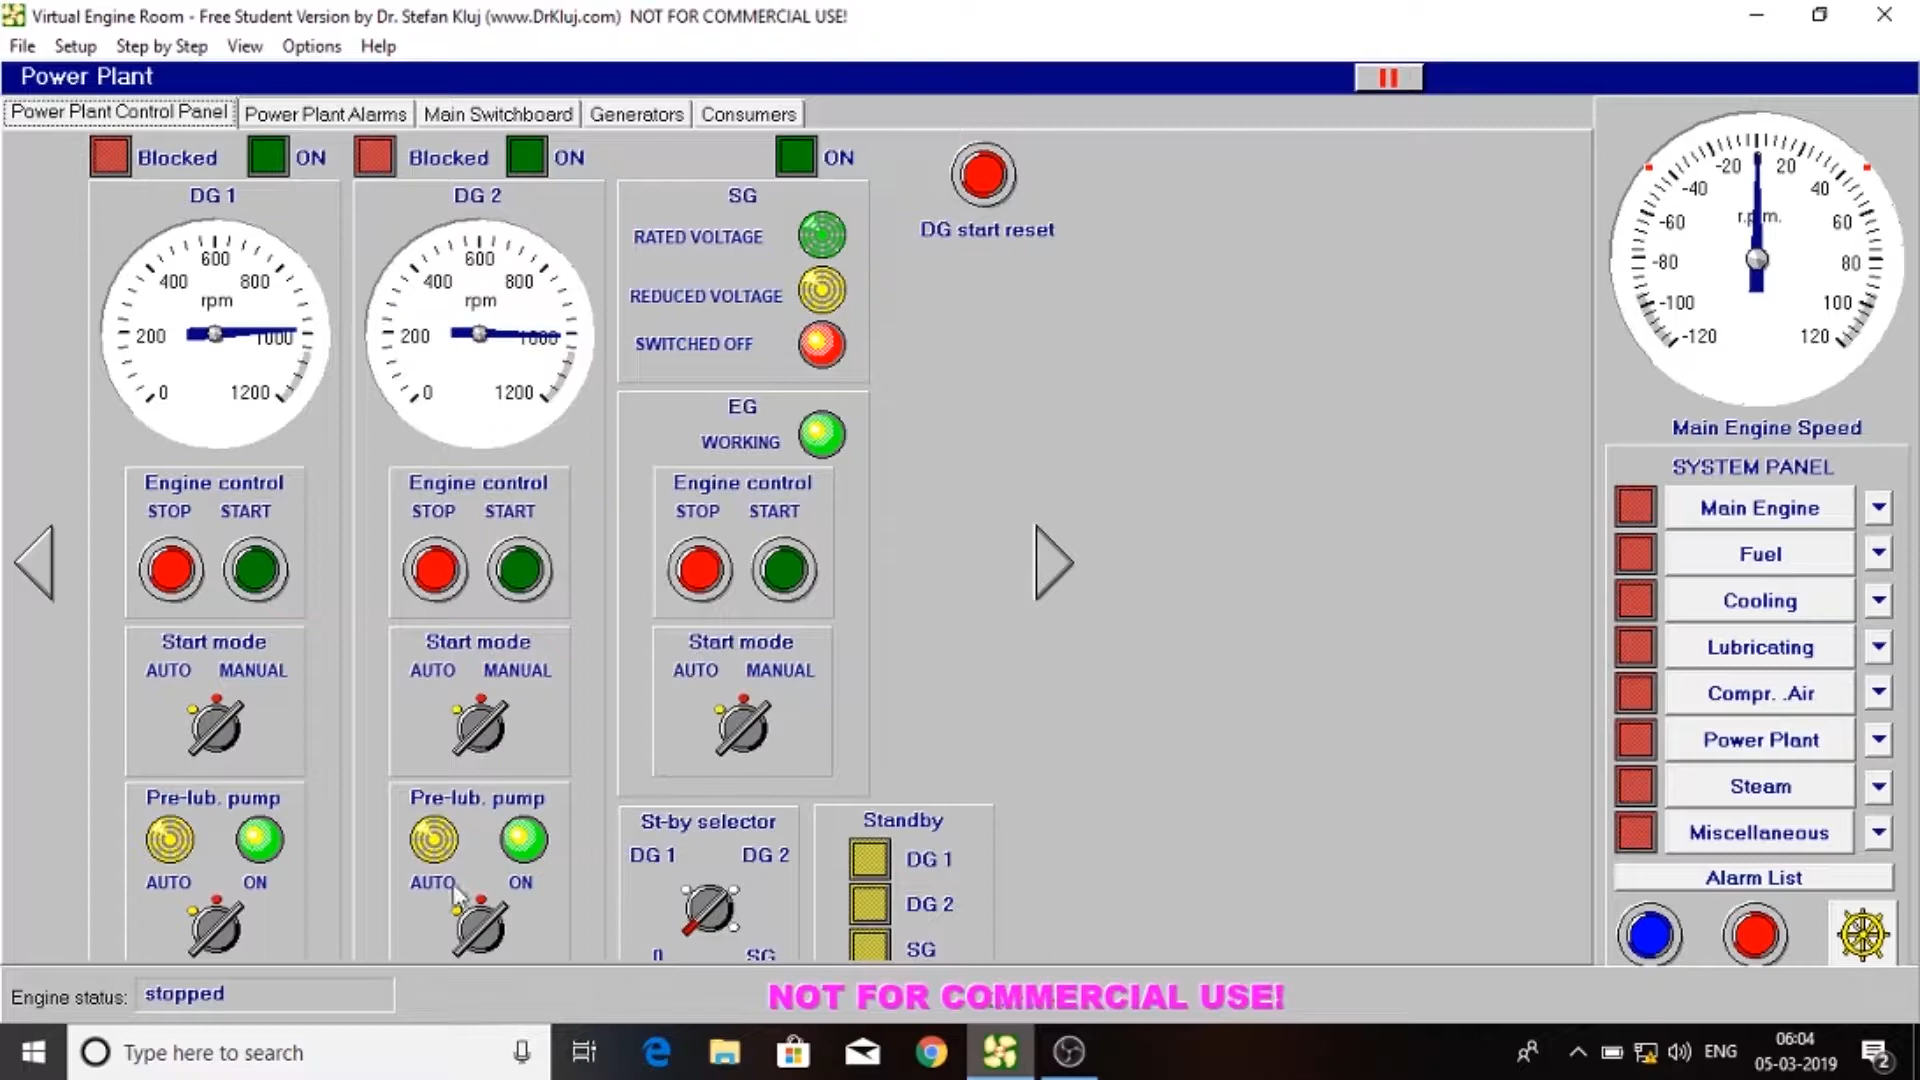 Virtual Engine Room - Free Student Version by Dr. Stefan Kluj (www.DrKluj.com)  NOT FOR COMMERCIAL USE!
File Setup Step by Step View Options Help
Power Plant
Power Plant Control Panel Power Plant Alarms Main Switchboard Generators Consumers
Blocked ON Blocked ON ON
DG 1
0 200 400 600 800 1000 1200
rpm
Engine control
STOP START
Start mode
AUTO MANUAL
Pre-lub. pump
AUTO ON
DG 2
0 200 400 600 800 1000 1200
rpm
Engine control
STOP START
Start mode
AUTO MANUAL
Pre-lub. pump
AUTO ON
SG
RATED VOLTAGE
REDUCED VOLTAGE
SWITCHED OFF
EG
WORKING
Engine control
STOP START
Start mode
AUTO MANUAL
St-by selector
DG 1 DG 2
0 SG
Standby
DG 1
DG 2
SG
DG start reset
-120 -100 -80 -60 -40 -20 20 40 60 80 100 120
r.p.m.
Main Engine Speed
SYSTEM PANEL
Main Engine
Fuel
Cooling
Lubricating
Compr. .Air
Power Plant
Steam
Miscellaneous
Alarm List
Engine status: stopped
NOT FOR COMMERCIAL USE!
Type here to search
ENG
06:04
05-03-2019
2